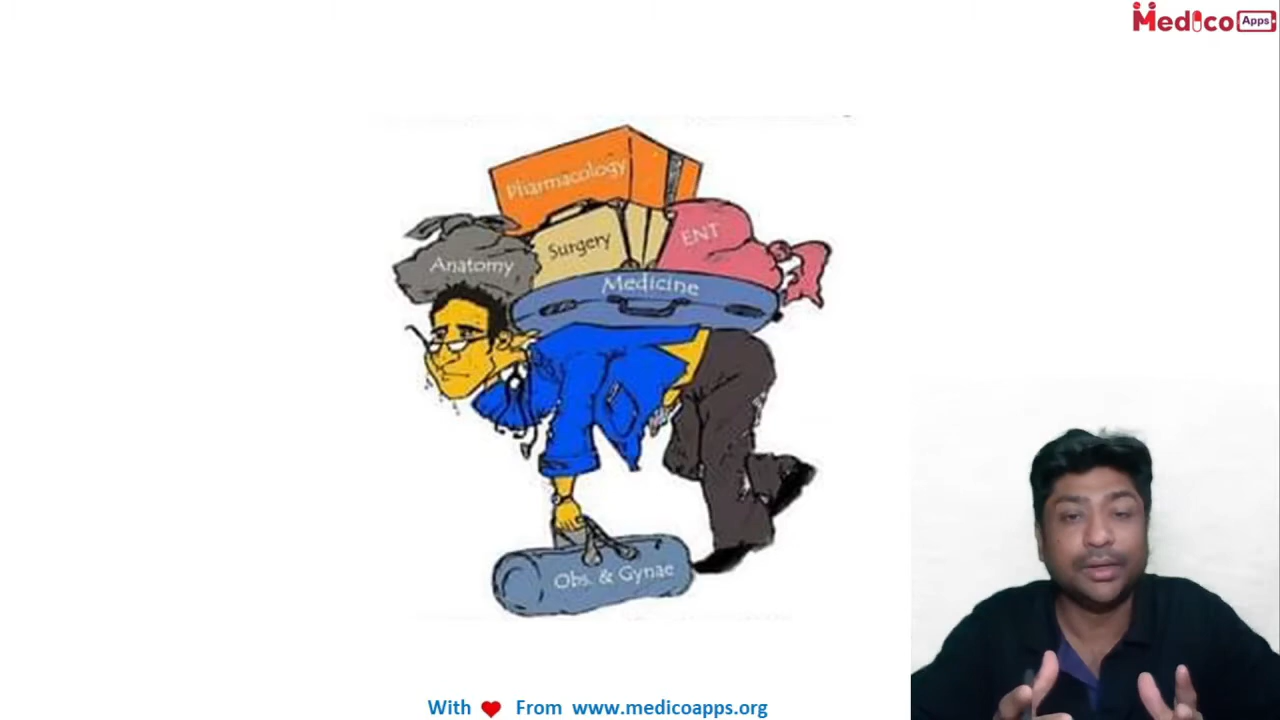 Medico Apps
Pharmacology
Surgery
ENT
Anatomy
Medicine
Obs. & Gynae
With From www.medicoapps.org